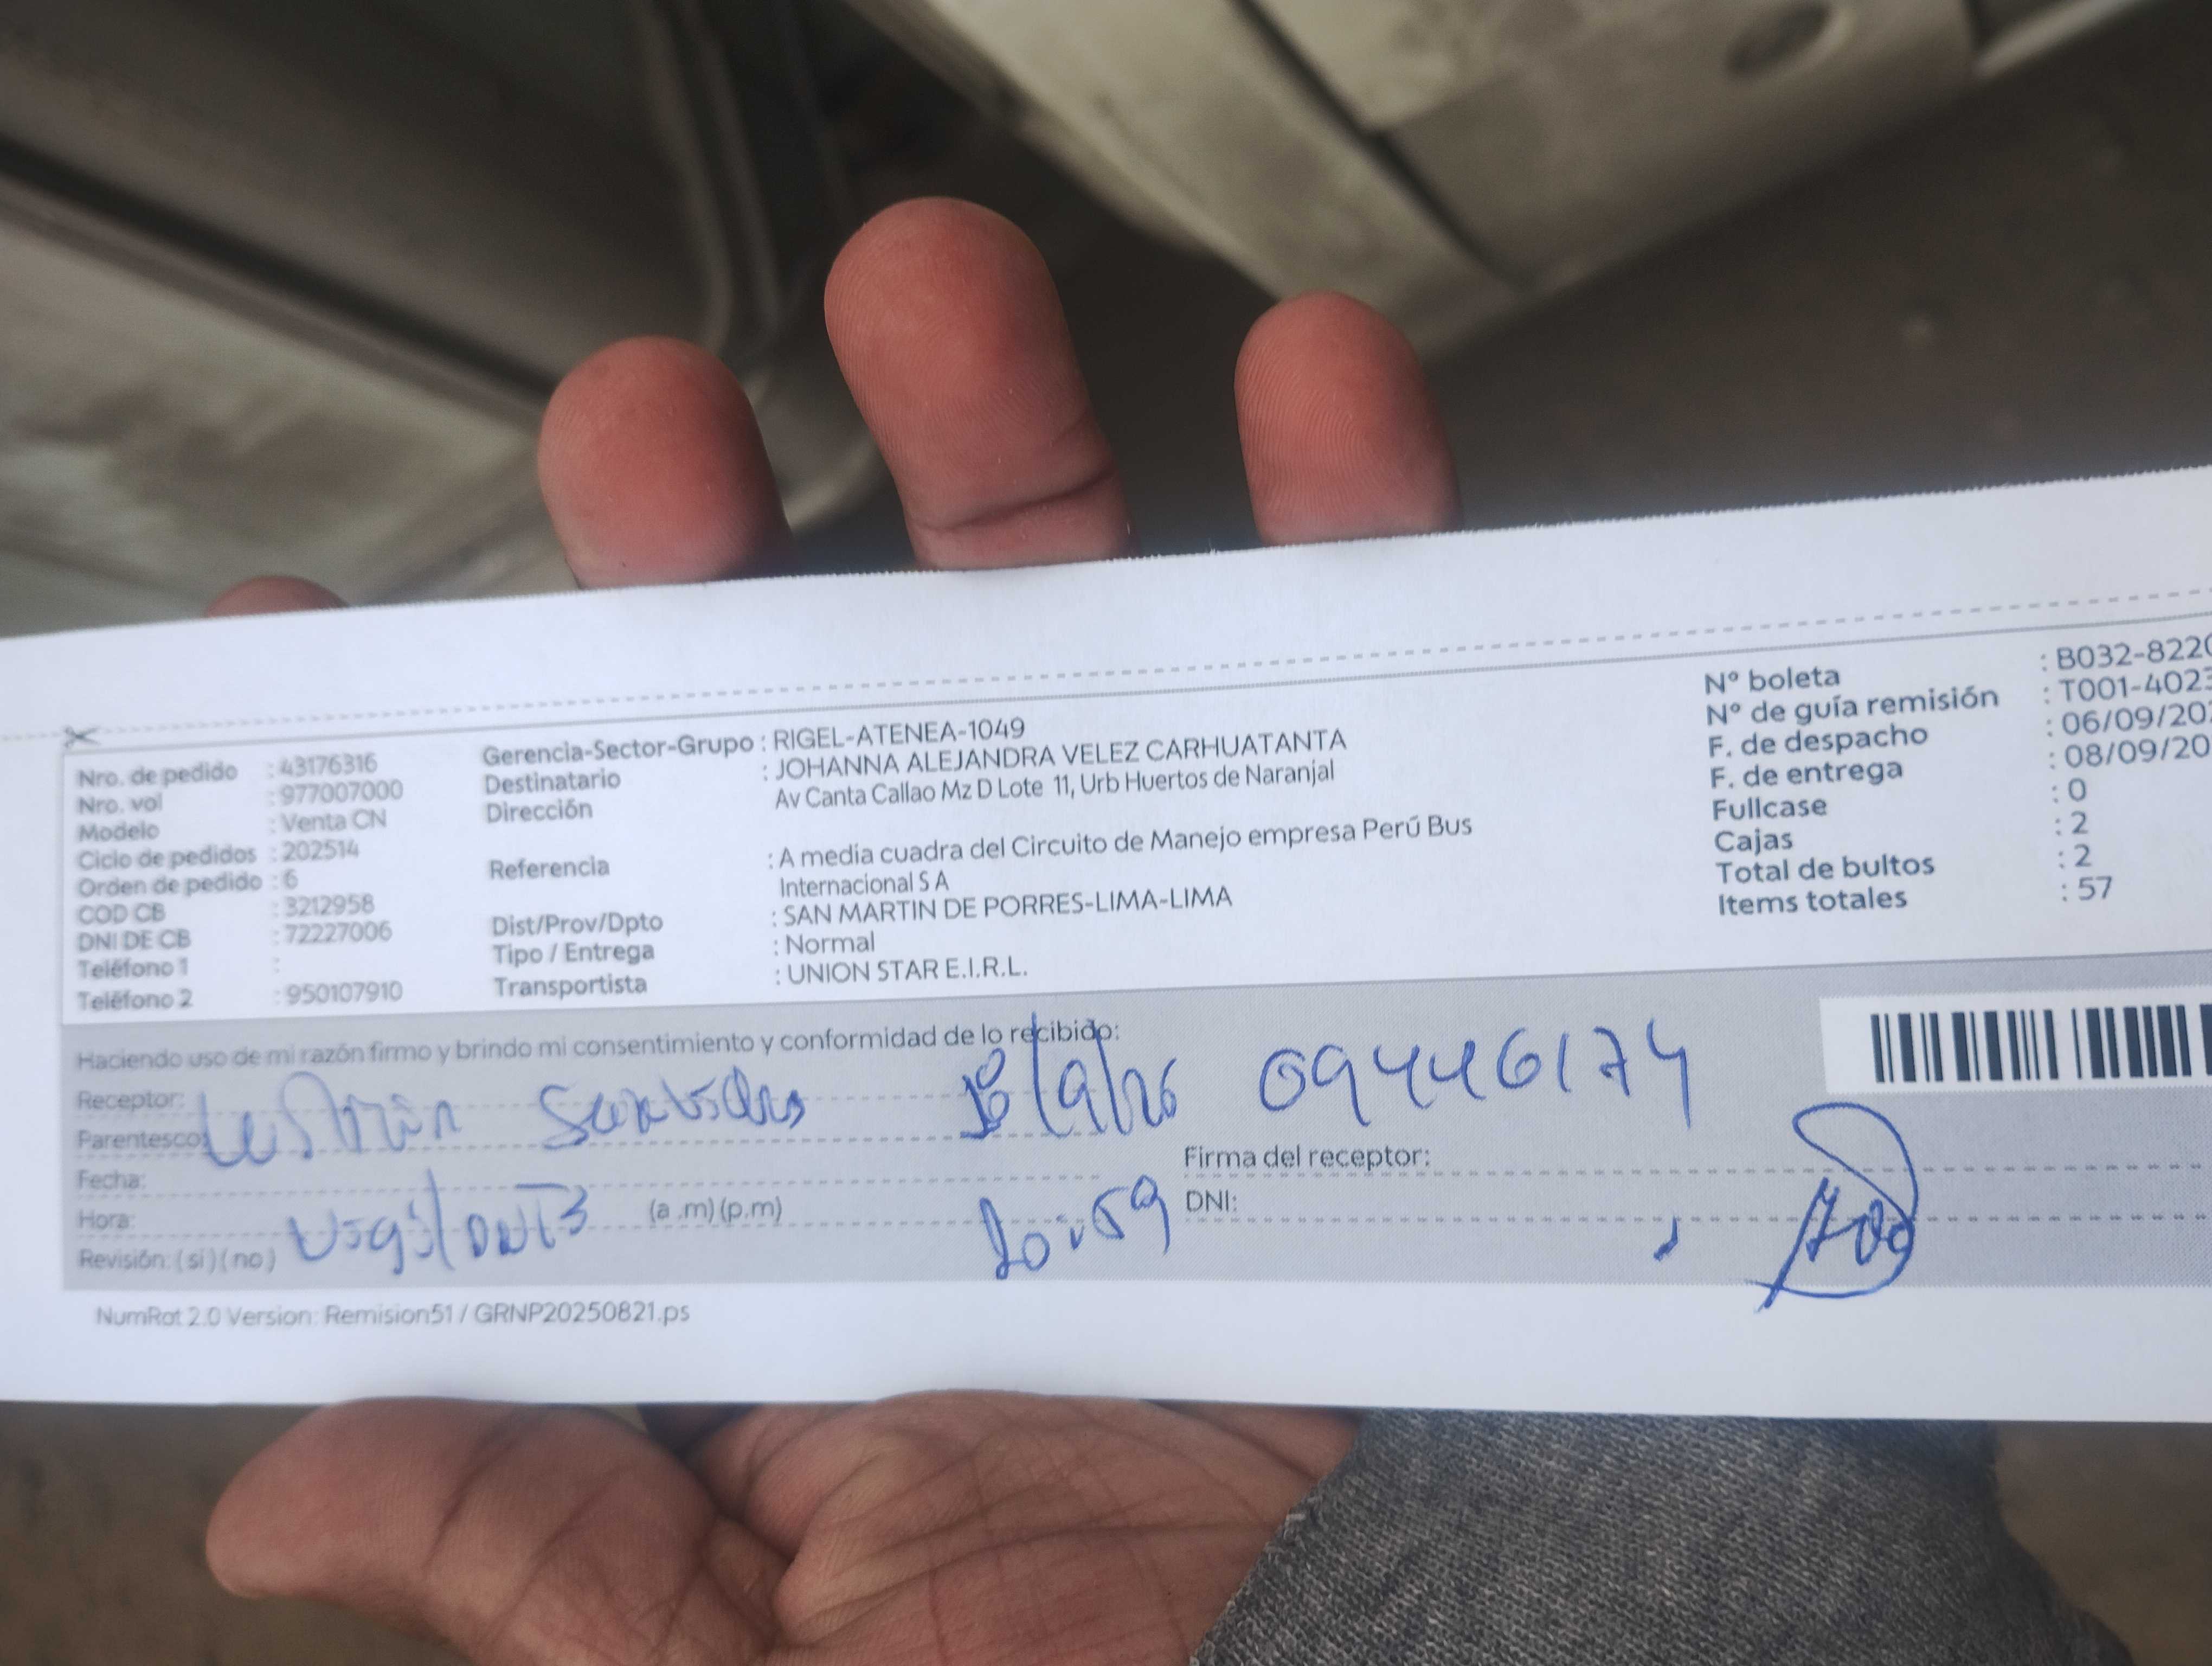 Nro. de pedido : 43176316
Nro. vol : 977007000
Modelo : Venta CN
Ciclo de pedidos : 202514
Orden de pedido : 6
COD CB : 3212958
DNI DE CB : 72227006
Teléfono 1 :
Teléfono 2 : 950107910
Gerencia-Sector-Grupo : RIGEL-ATENEA-1049
Destinatario : JOHANNA ALEJANDRA VELEZ CARHUATANTA
Dirección Av Canta Callao Mz D Lote 11, Urb Huertos de Naranjal
Referencia : A media cuadra del Circuito de Manejo empresa Perú Bus
Internacional S A
Dist/Prov/Dpto : SAN MARTIN DE PORRES-LIMA-LIMA
Tipo / Entrega : Normal
Transportista : UNION STAR E.I.R.L.
Nº boleta : B032-822
Nº de guía remisión : T001-402
F. de despacho : 06/09/20
F. de entrega : 08/09/20
Fullcase : 0
Cajas : 2
Total de bultos : 2
Items totales : 57
Haciendo uso de mi razón firmo y brindo mi consentimiento y conformidad de lo recibido:
Receptor:
09446174
Parentesco:
Fecha:
Firma del receptor:
Hora: (a .m) (p.m)
DNI:
Revisión: ( si ) ( no )
NumRot 2.0 Version: Remision51 / GRNP20250821.ps